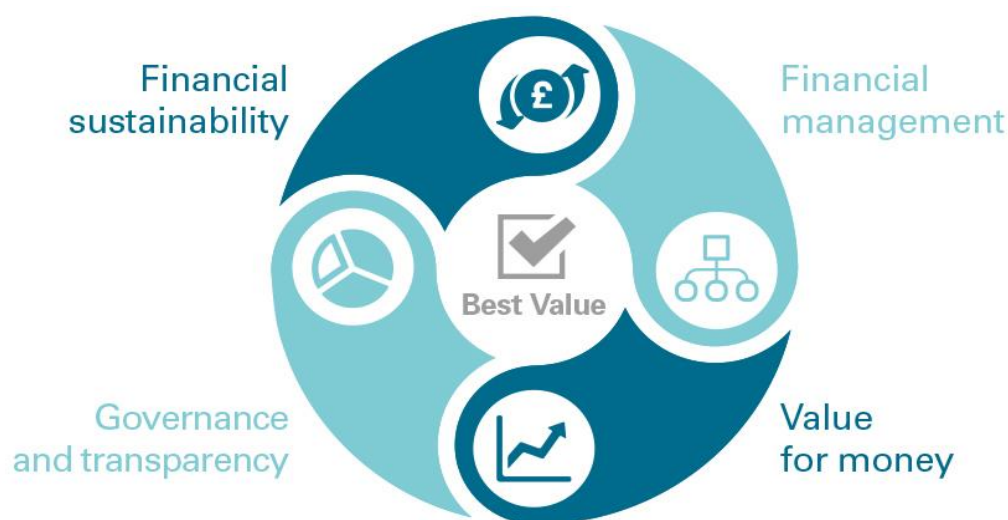 Financial
sustainability
£
Financial
management
Best Value
Governance
and transparency
Value
for money